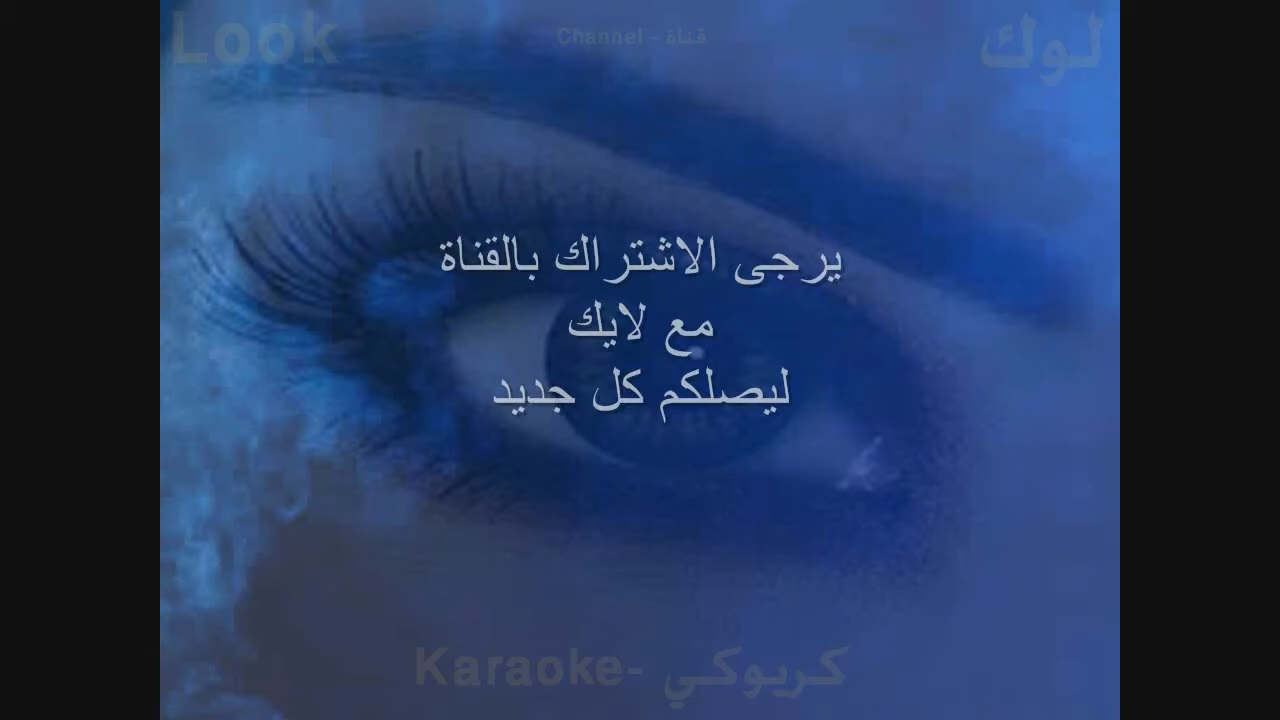 Look
Channel - قناة
لوك
يرجى الاشتراك بالقناة
مع لايك
ليصلكم كل جديد
Karaoke- كريوكي